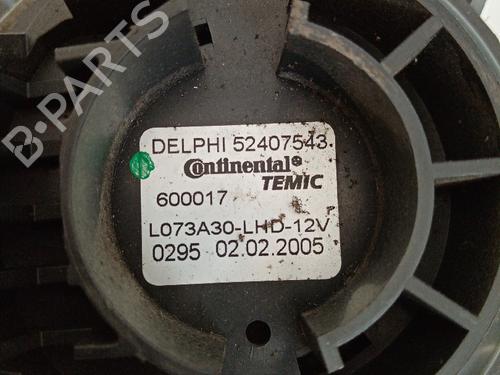 B-PARTS
DELPHI 52407543
Continental®
TEMIC
600017
L073A30-LHD-12V
0295 02.02.2005